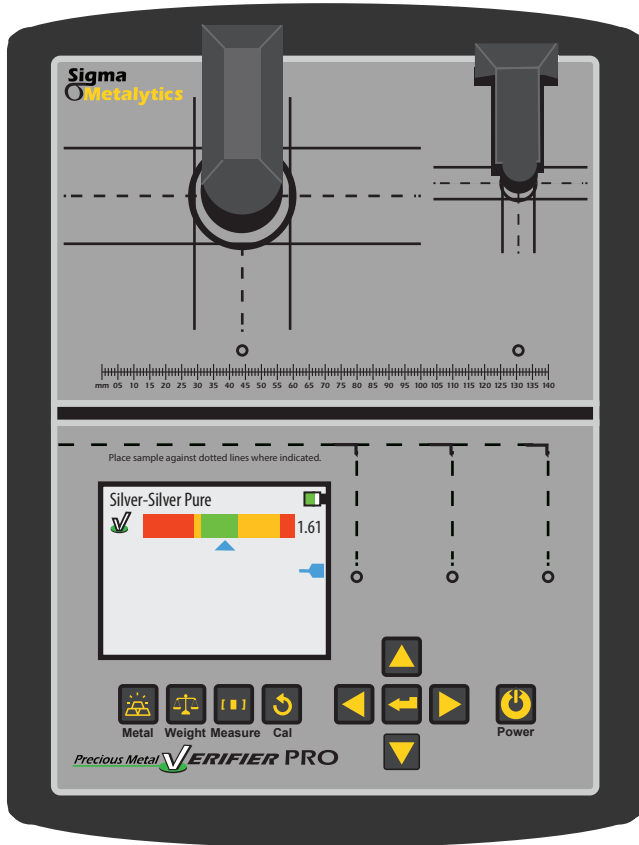 Sigma
Metalytics
mm 05 10 15 20 25 30 35 40 45 50 55 60 65 70 75 80 85 90 95 100 105 110 115 120 125 130 135 140
Place sample against dotted lines where indicated.
Silver-Silver Pure
1.61
Metal Weight Measure Cal
Power
Precious Metal VERIFIER PRO